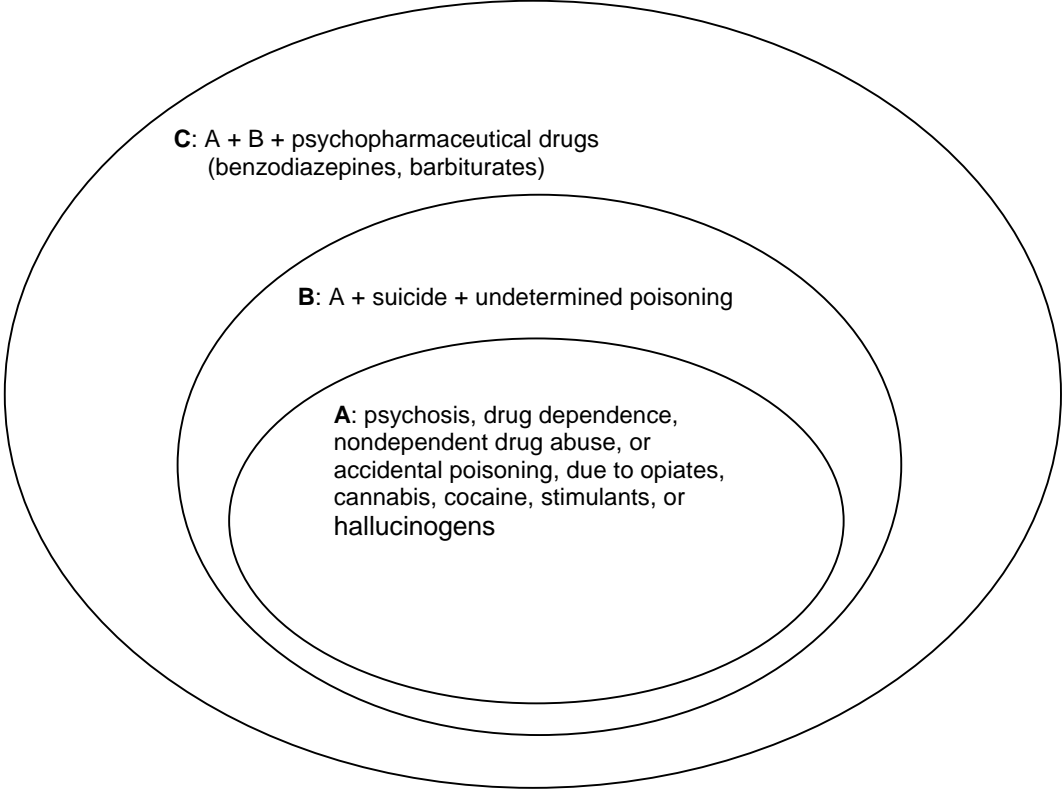 C: A + B + psychopharmaceutical drugs
(benzodiazepines, barbiturates)
B: A + suicide + undetermined poisoning
A: psychosis, drug dependence,
nondependent drug abuse, or
accidental poisoning, due to opiates,
cannabis, cocaine, stimulants, or
hallucinogens